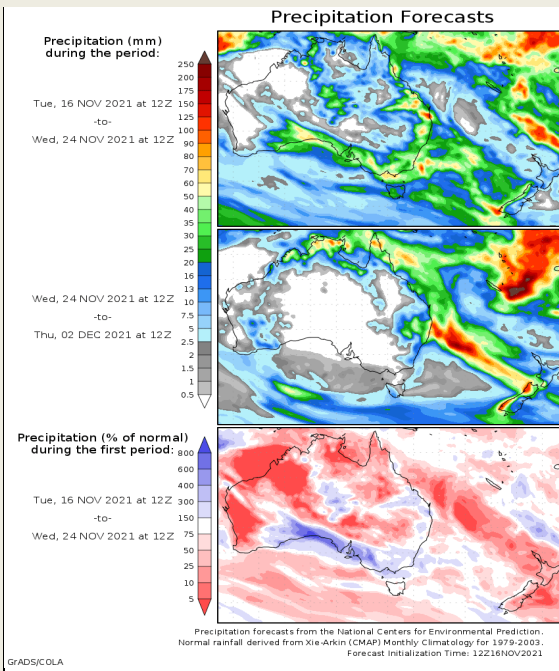 Precipitation Forecasts
Precipitation (mm)
during the period:
Tue, 16 NOV 2021 at 12Z
-to-
Wed, 24 NOV 2021 at 12Z
250
200
175
150
125
100
90
80
70
60
50
40
35
30
25
20
16
13
10
7.5
5
2.5
2
1.5
1
0.5
Wed, 24 NOV 2021 at 12Z
-to-
Thu, 02 DEC 2021 at 12Z
Precipitation (% of normal)
during the first period:
Tue, 16 NOV 2021 at 12Z
-to-
Wed, 24 NOV 2021 at 12Z
800
600
400
300
150
75
50
25
10
5
Precipitation forecasts from the National Centers for Environmental Prediction.
Normal rainfall derived from Xie-Arkin (CMAP) Monthly Climatology for 1979-2003.
Forecast Initialization Time: 12Z16NOV2021
GrADS/COLA